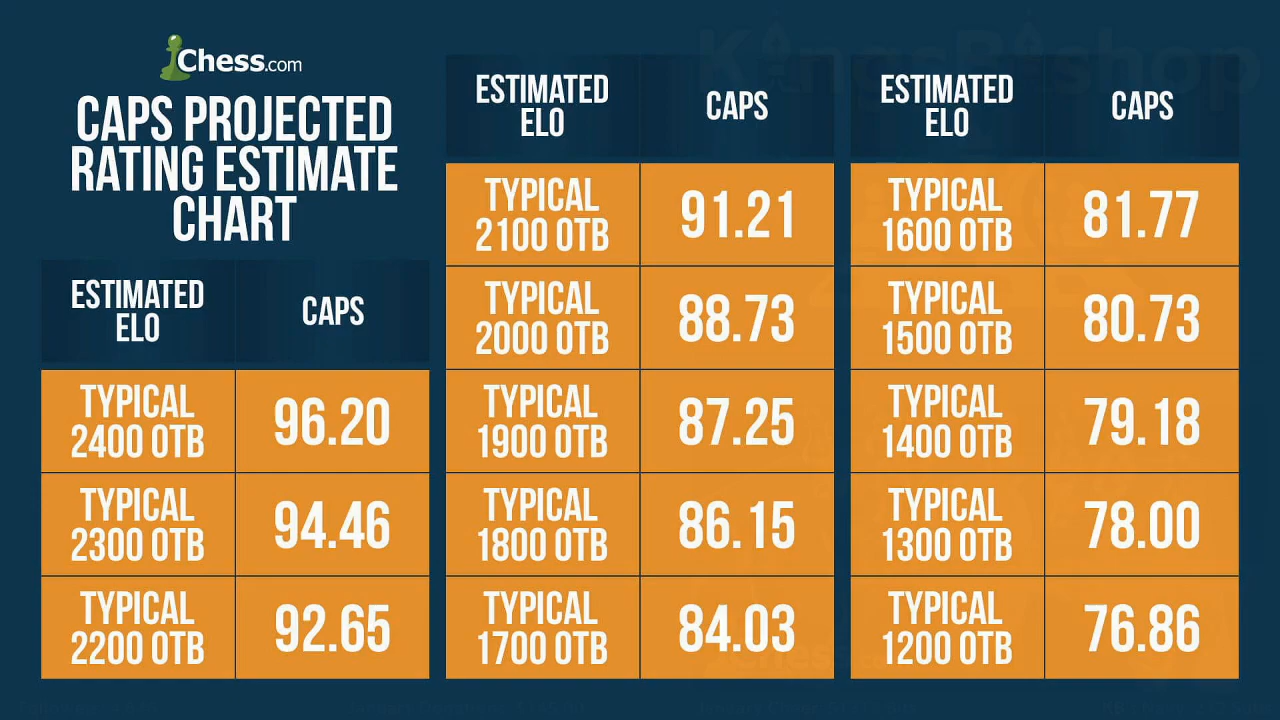 Chess.com
CAPS PROJECTED
RATING ESTIMATE
CHART
ESTIMATED
ELO
CAPS
TYPICAL
2400 OTB
96.20
TYPICAL
2300 OTB
94.46
TYPICAL
2200 OTB
92.65
ESTIMATED
ELO
CAPS
TYPICAL
2100 OTB
91.21
TYPICAL
2000 OTB
88.73
TYPICAL
1900 OTB
87.25
TYPICAL
1800 OTB
86.15
TYPICAL
1700 OTB
84.03
ESTIMATED
ELO
CAPS
TYPICAL
1600 OTB
81.77
TYPICAL
1500 OTB
80.73
TYPICAL
1400 OTB
79.18
TYPICAL
1300 OTB
78.00
TYPICAL
1200 OTB
76.86
KingsBishop